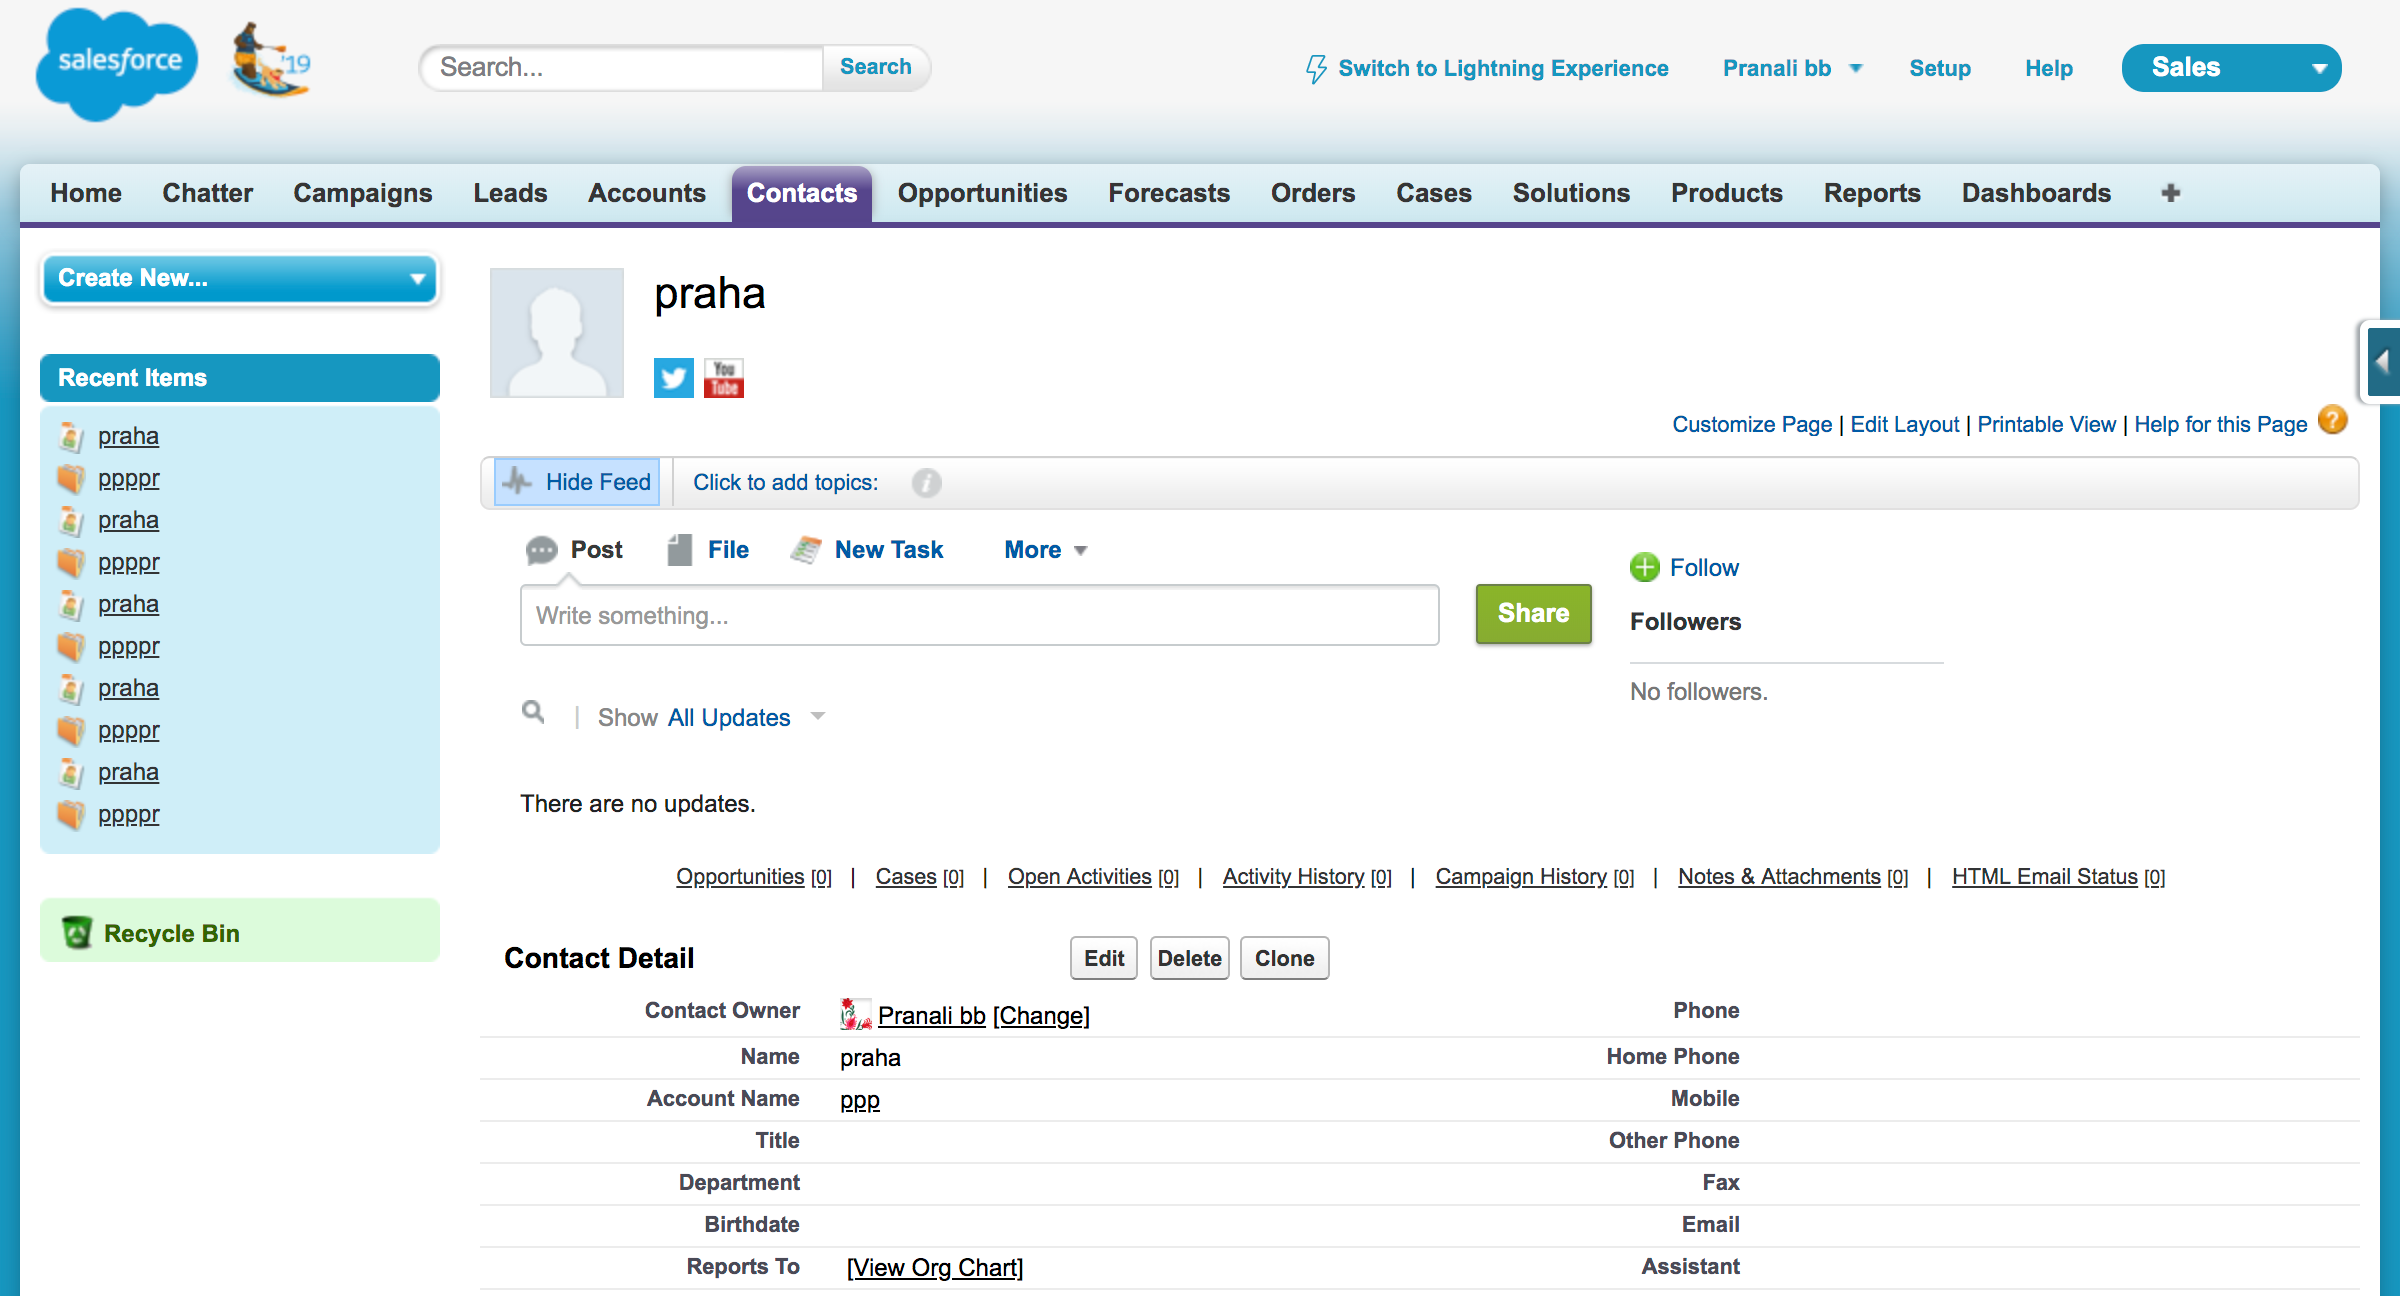 salesforce '19 Search... Search Switch to Lightning Experience Pranali bb Setup Help Sales
Home Chatter Campaigns Leads Accounts Contacts Opportunities Forecasts Orders Cases Solutions Products Reports Dashboards +
Create New...
Recent Items
praha
ppppr
praha
ppppr
praha
ppppr
praha
ppppr
praha
ppppr
Recycle Bin
praha
You Tube
Customize Page | Edit Layout | Printable View | Help for this Page ?
Hide Feed Click to add topics: i
Post File New Task More
Write something... Share
Follow
Followers
No followers.
Show All Updates
There are no updates.
Opportunities [0] | Cases [0] | Open Activities [0] | Activity History [0] | Campaign History [0] | Notes & Attachments [0] | HTML Email Status [0]
Contact Detail Edit Delete Clone
Contact Owner Pranali bb [Change] Phone
Name praha Home Phone
Account Name ppp Mobile
Title Other Phone
Department Fax
Birthdate Email
Reports To [View Org Chart] Assistant